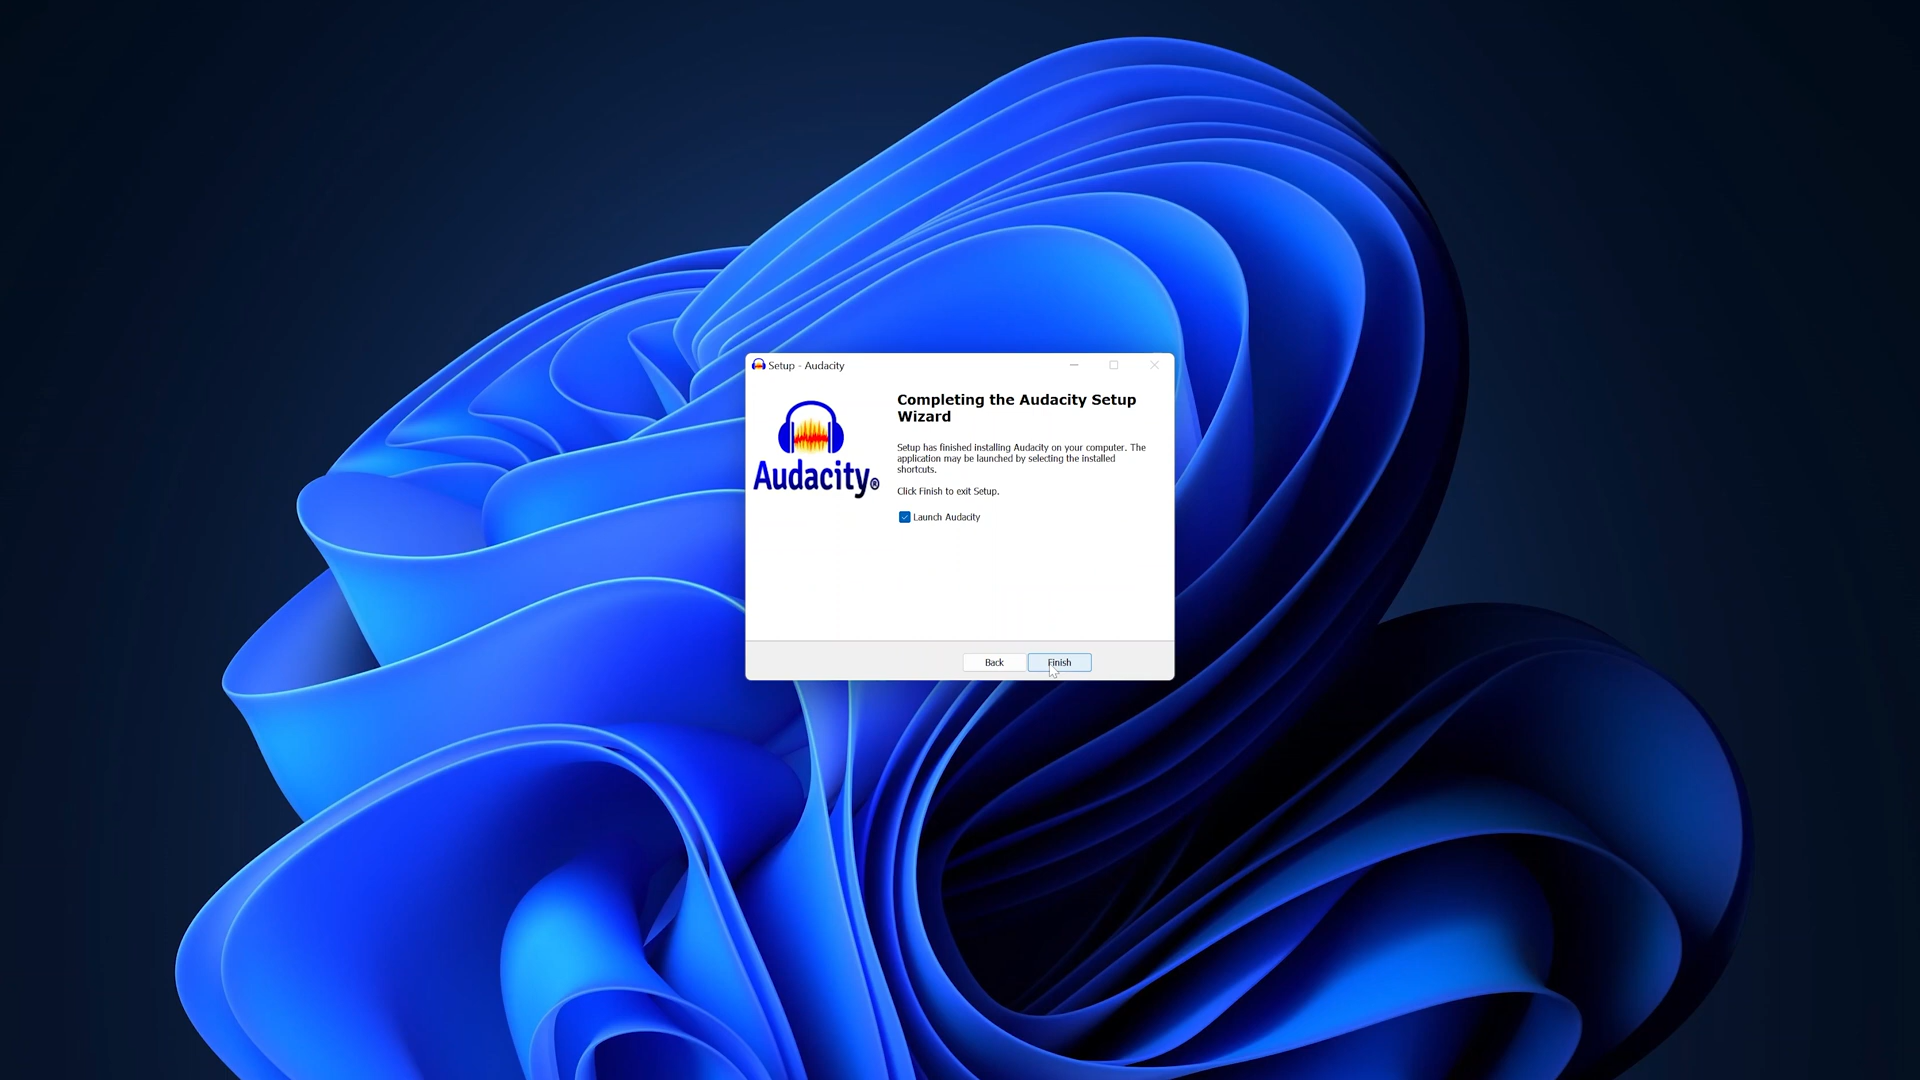 Setup - Audacity
Completing the Audacity Setup
Wizard
Audacity®
Setup has finished installing Audacity on your computer. The
application may be launched by selecting the installed
shortcuts.
Click Finish to exit Setup.
Launch Audacity
Back
Finish